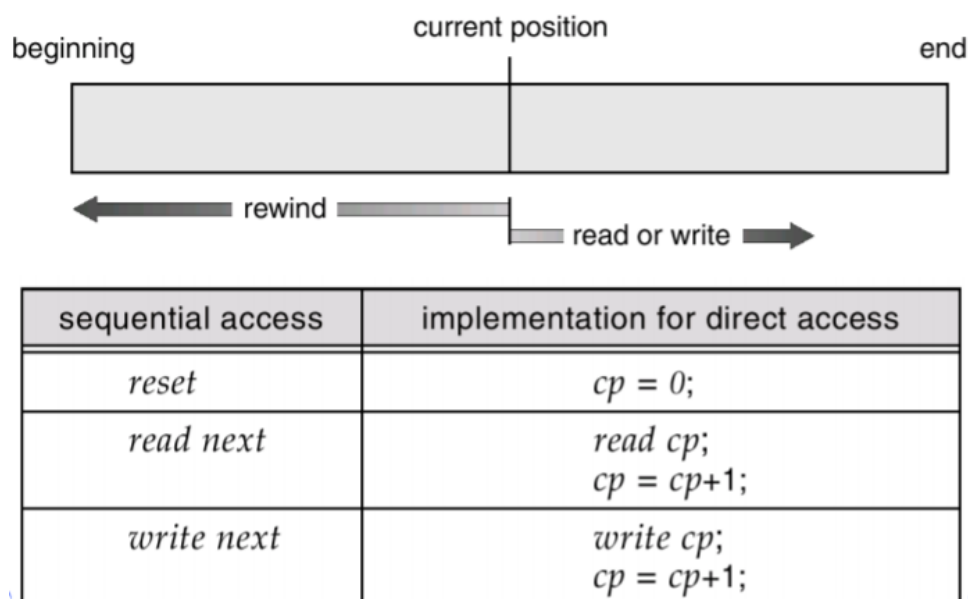 current position
beginning
end
rewind
read or write
sequential access
implementation for direct access
reset
cp = 0;
read next
read cp;
cp = cp+1;
write next
write cp;
cp = cp+1;